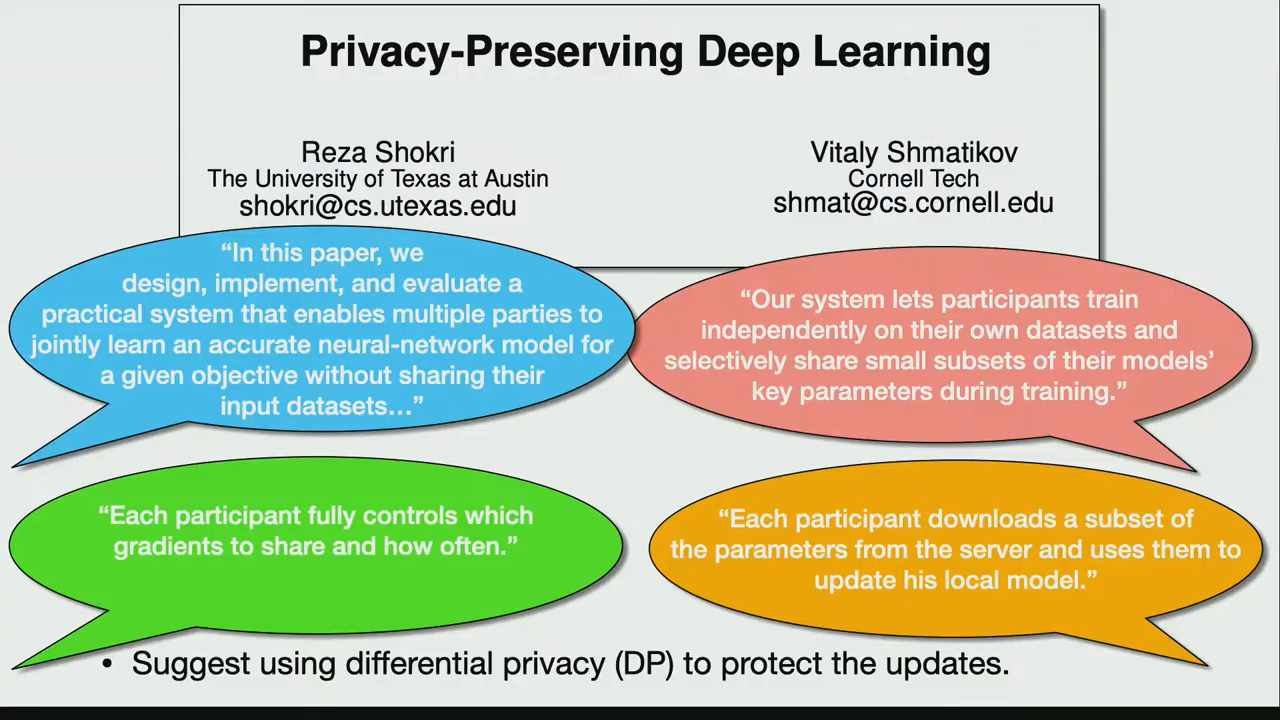 Privacy-Preserving Deep Learning
Reza Shokri
The University of Texas at Austin
shokri@cs.utexas.edu
Vitaly Shmatikov
Cornell Tech
shmat@cs.cornell.edu
“In this paper, we
design, implement, and evaluate a
practical system that enables multiple parties to
jointly learn an accurate neural-network model for
a given objective without sharing their
input datasets…”
“Our system lets participants train
independently on their own datasets and
selectively share small subsets of their models’
key parameters during training.”
“Each participant fully controls which
gradients to share and how often.”
“Each participant downloads a subset of
the parameters from the server and uses them to
update his local model.”
• Suggest using differential privacy (DP) to protect the updates.